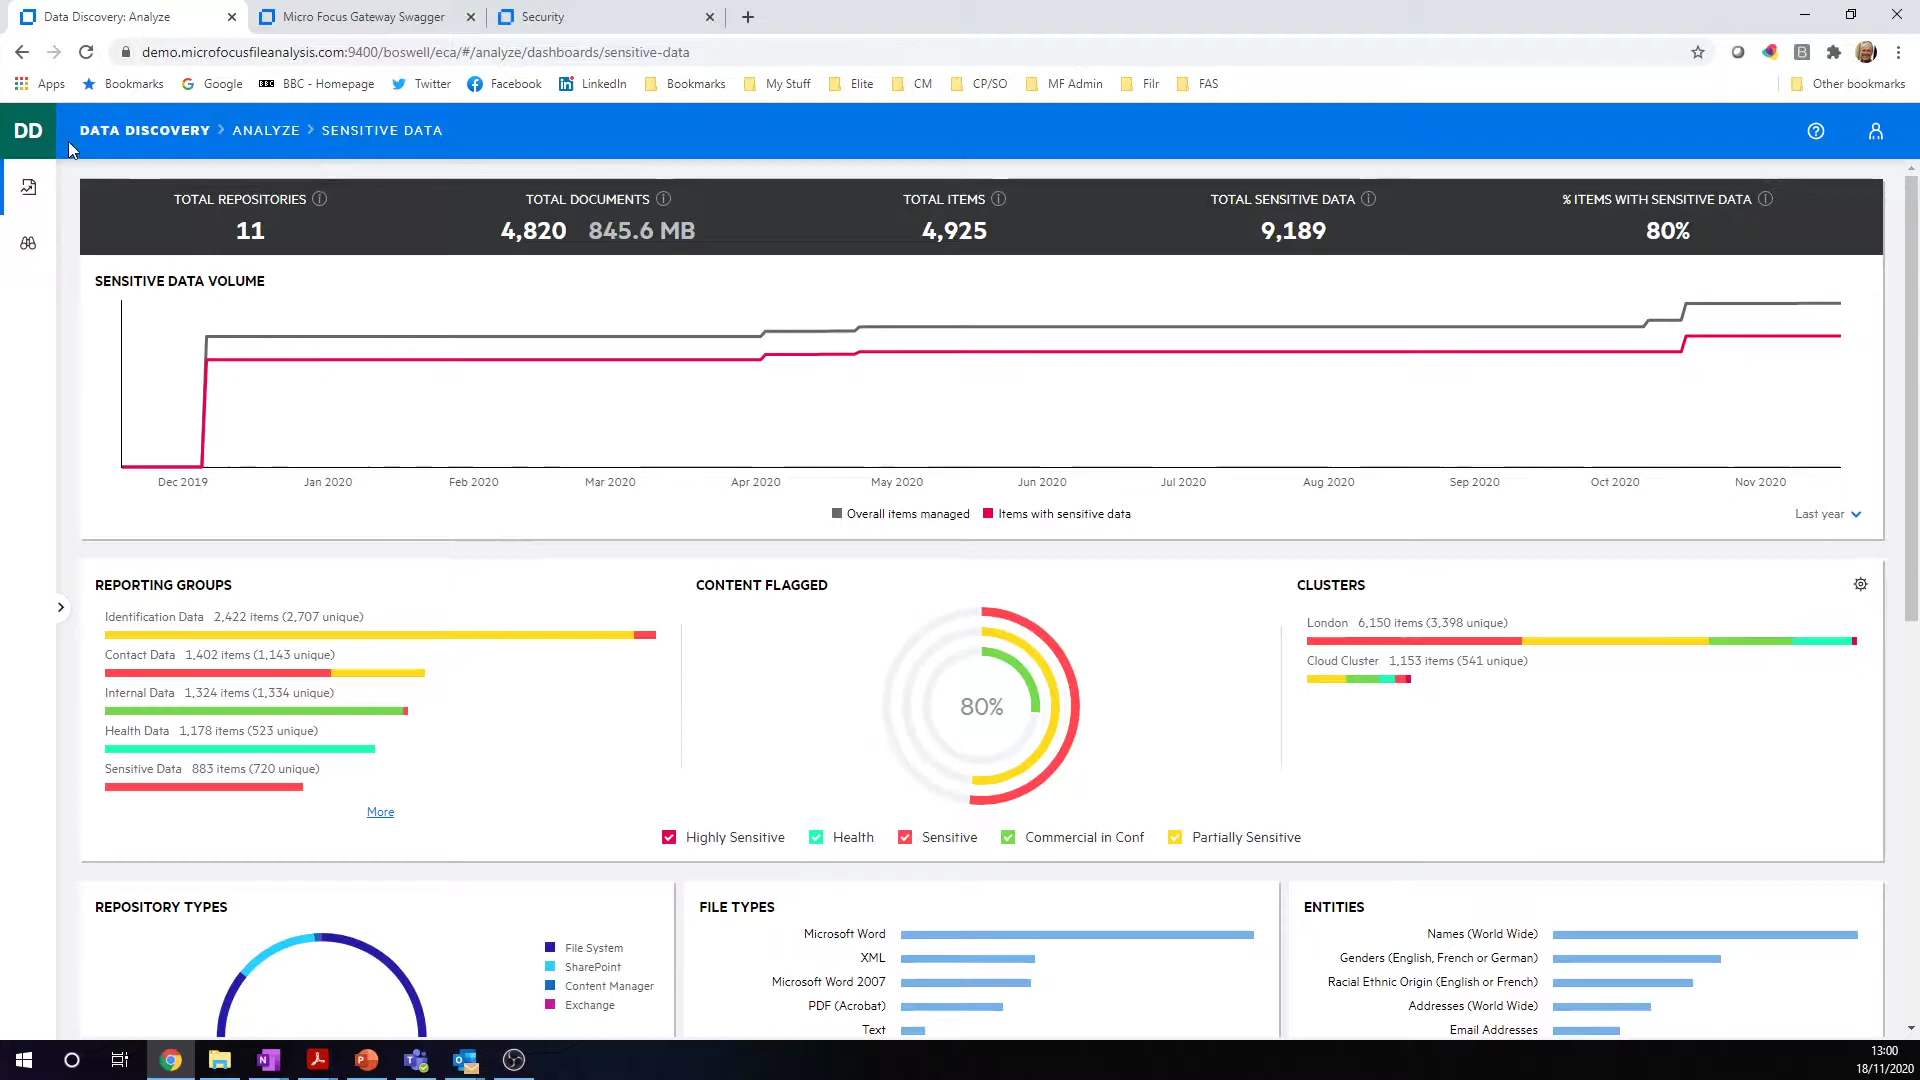 Data Discovery: Analyze
Micro Focus Gateway Swagger
Security
demo.microfocusfileanalysis.com:9400/boswell/eca/#/analyze/dashboards/sensitive-data
Apps
Bookmarks
Google
BBC - Homepage
Twitter
Facebook
LinkedIn
Bookmarks
My Stuff
Elite
CM
CP/SO
MF Admin
Filr
FAS
Other bookmarks
DD
DATA DISCOVERY > ANALYZE > SENSITIVE DATA
TOTAL REPOSITORIES
11
TOTAL DOCUMENTS
4,820 845.6 MB
TOTAL ITEMS
4,925
TOTAL SENSITIVE DATA
9,189
% ITEMS WITH SENSITIVE DATA
80%
SENSITIVE DATA VOLUME
Dec 2019
Jan 2020
Feb 2020
Mar 2020
Apr 2020
May 2020
Jun 2020
Jul 2020
Aug 2020
Sep 2020
Oct 2020
Nov 2020
Overall items managed
Items with sensitive data
Last year
REPORTING GROUPS
Identification Data 2,422 items (2,707 unique)
Contact Data 1,402 items (1,143 unique)
Internal Data 1,324 items (1,334 unique)
Health Data 1,178 items (523 unique)
Sensitive Data 883 items (720 unique)
More
CONTENT FLAGGED
80%
Highly Sensitive
Health
Sensitive
Commercial in Conf
Partially Sensitive
CLUSTERS
London 6,150 items (3,398 unique)
Cloud Cluster 1,153 items (541 unique)
REPOSITORY TYPES
File System
SharePoint
Content Manager
Exchange
FILE TYPES
Microsoft Word
XML
Microsoft Word 2007
PDF (Acrobat)
Text
ENTITIES
Names (World Wide)
Genders (English, French or German)
Racial Ethnic Origin (English or French)
Addresses (World Wide)
Email Addresses
13:00
18/11/2020